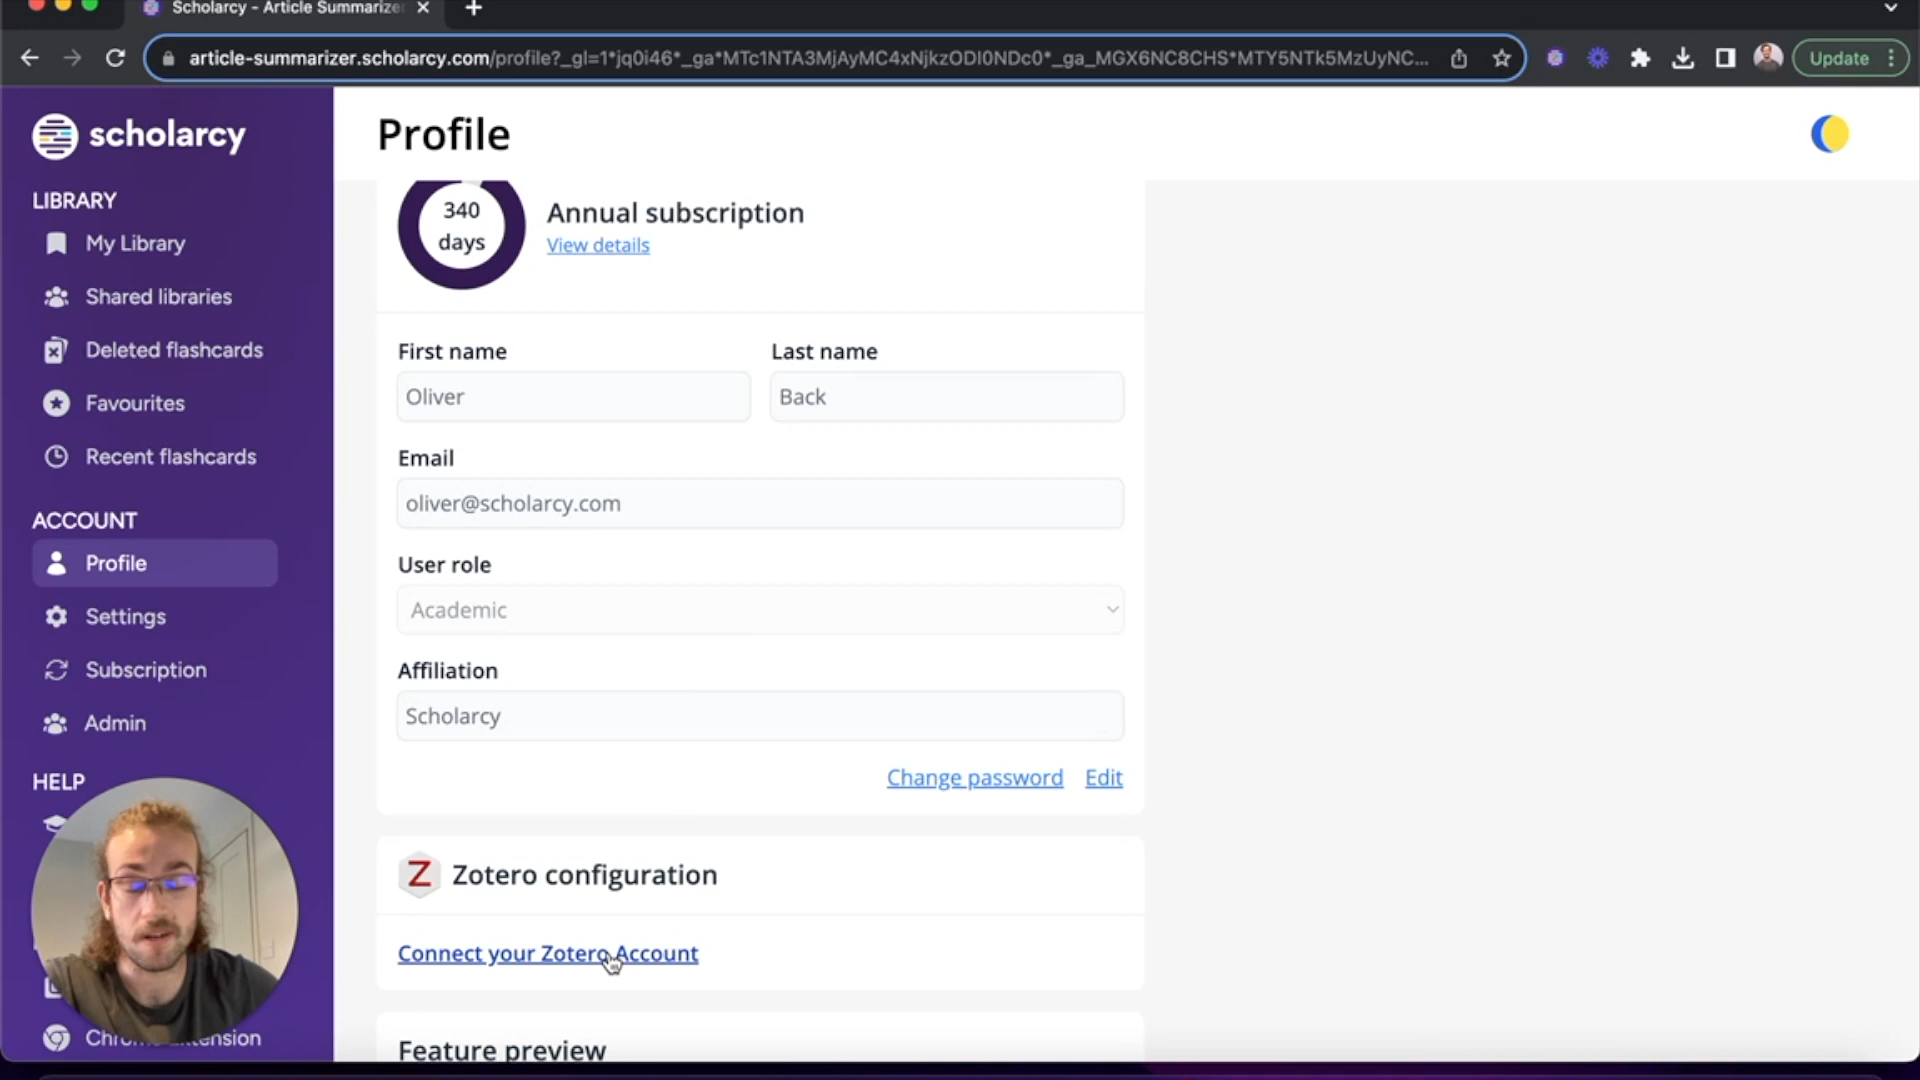 Scholarcy - Article Summarizer
article-summarizer.scholarcy.com/profile?_gl=1*jq0i46*_ga*MTc1NTA3MjAyMC4xNjkzODI0NDc0*_ga_MGX6NC8CHS*MTY5NTk5MzUyNC...
Update
scholarcy
Profile
LIBRARY
My Library
Shared libraries
Deleted flashcards
Favourites
Recent flashcards
ACCOUNT
Profile
Settings
Subscription
Admin
HELP
340
days
Annual subscription
View details
First name
Last name
Oliver
Back
Email
oliver@scholarcy.com
User role
Academic
Affiliation
Scholarcy
Change password
Edit
Z
Zotero configuration
Connect your Zotero Account
Feature preview